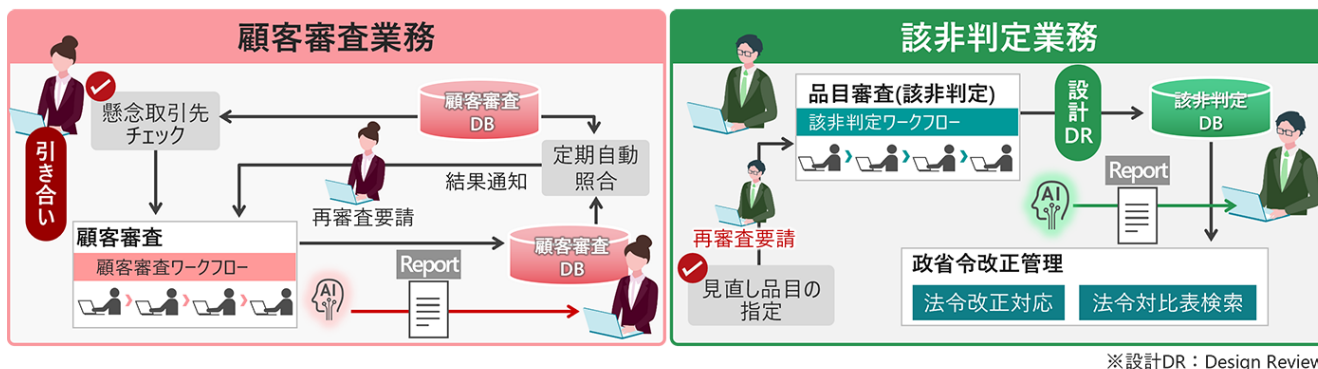 顧客審査業務
引き合い
懸念取引先
チェック
顧客審査
DB
定期自動
照合
結果通知
再審査要請
顧客審査
顧客審査ワークフロー
顧客審査
DB
AI
Report
該非判定業務
品目審査(該非判定)
該非判定ワークフロー
設計DR
該非判定
DB
AI
Report
再審査要請
見直し品目の
指定
政省令改正管理
法令改正対応
法令対比表検索
※設計DR：Design Review